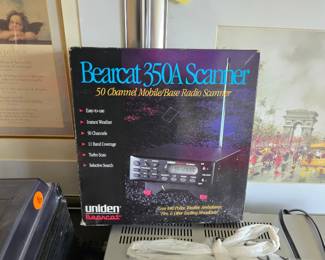 Bearcat 350A Scanner
50 Channel Mobile/Base Radio Scanner
Easy-to-use
Instant Weather
50 Channels
11 Band Coverage
Turbo Scan
Selective Search
uniden
Bearcat